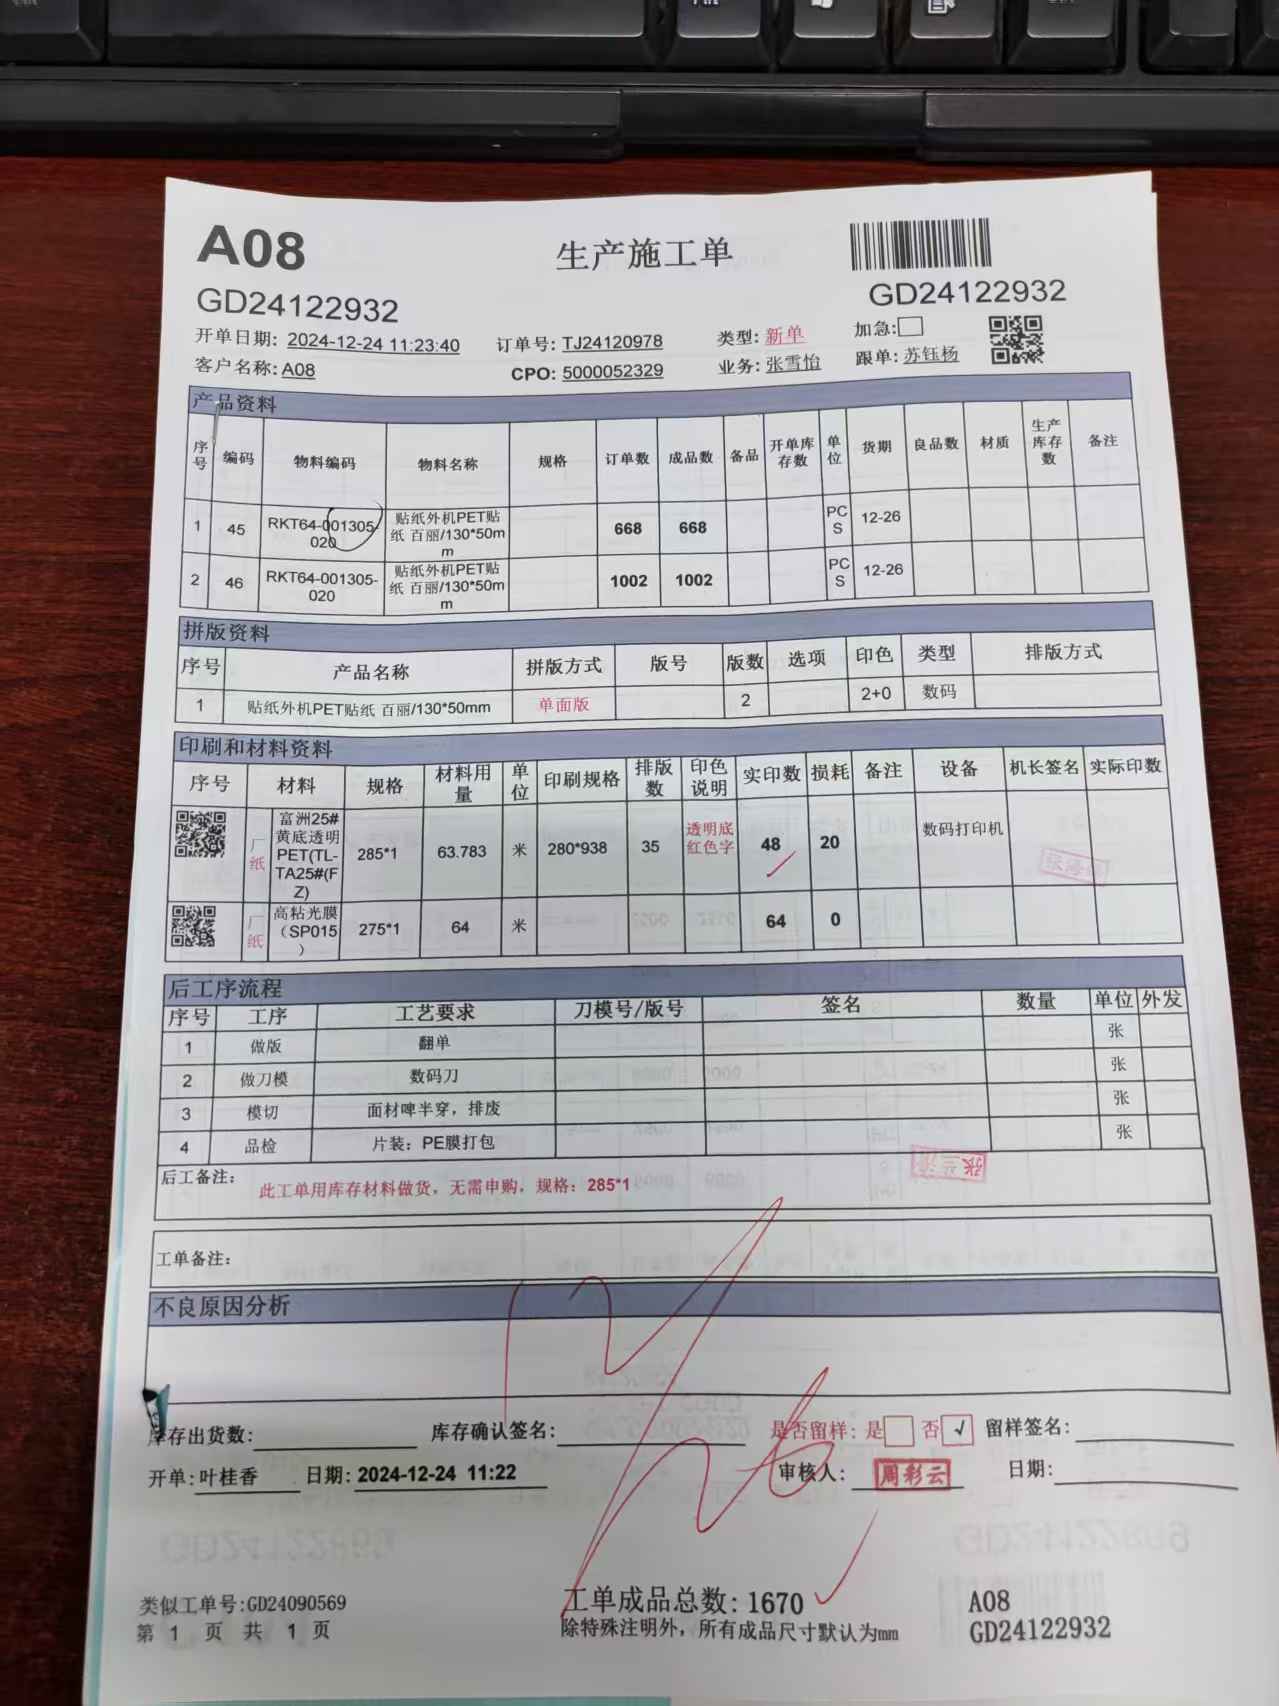 A08
生产施工单
GD24122932
GD24122932
开单日期: 2024-12-24 11:23:40 订单号: TJ24120978 类型: 新单 加急:
客户名称: A08 CPO: 5000052329 业务: 张雪怡 跟单: 苏钰杨
产品资料
序号 编码 物料编码 物料名称 规格 订单数 成品数 备品 开单库存数 单位 货期 良品数 材质 生产库存数 备注
1 45 RKT64-001305-020 贴纸外机PET贴纸 百丽/130*50mm 668 668 PCS 12-26
2 46 RKT64-001305-020 贴纸外机PET贴纸 百丽/130*50mm 1002 1002 PCS 12-26
拼版资料
序号 产品名称 拼版方式 版号 版数 选项 印色 类型 排版方式
1 贴纸外机PET贴纸 百丽/130*50mm 单面版 2 2+0 数码
印刷和材料资料
序号 材料 规格 材料用量 单位 印刷规格 排版数 印色说明 实印数 损耗 备注 设备 机长签名 实际印数
厂纸 富洲25#黄底透明PET(TL-TA25#(FZ) 285*1 63.783 米 280*938 35 透明底红色字 48 20 数码打印机
厂纸 高粘光膜（SP015） 275*1 64 米 64 0
后工序流程
序号 工序 工艺要求 刀模号/版号 签名 数量 单位 外发
1 做版 翻单 张
2 做刀模 数码刀 张
3 模切 面材啤半穿，排废 张
4 品检 片装：PE膜打包 张
后工备注: 此工单用库存材料做货，无需申购，规格：285*1
工单备注:
不良原因分析
库存出货数: 库存确认签名: 是否留样: 是 否 √ 留样签名:
开单: 叶桂香 日期: 2024-12-24 11:22 审核人: 周彩云 日期:
类似工单号:GD24090569 工单成品总数: 1670 A08
第 1 页 共 1 页 除特殊注明外，所有成品尺寸默认为mm GD24122932